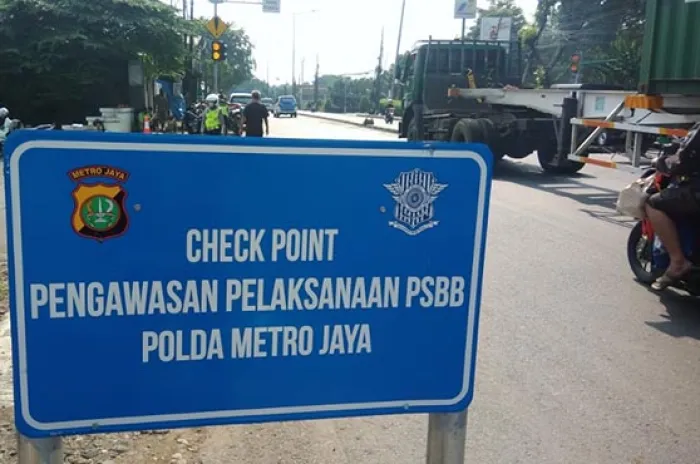 METRO JAYA
CHECK POINT
PENGAWASAN PELAKSANAAN PSBB
POLDA METRO JAYA